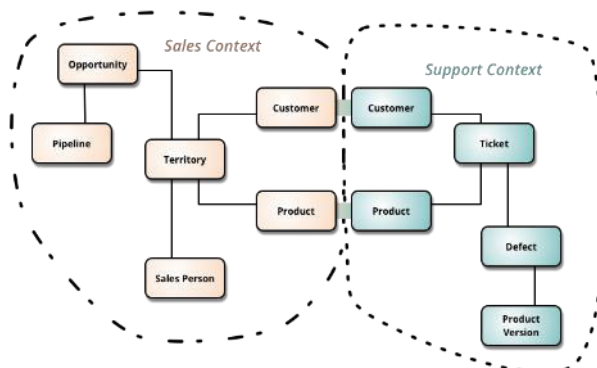 Sales Context
Opportunity
Support Context
Customer
Customer
Pipeline
Territory
Ticket
Product
Product
Defect
Sales Person
Product
Version